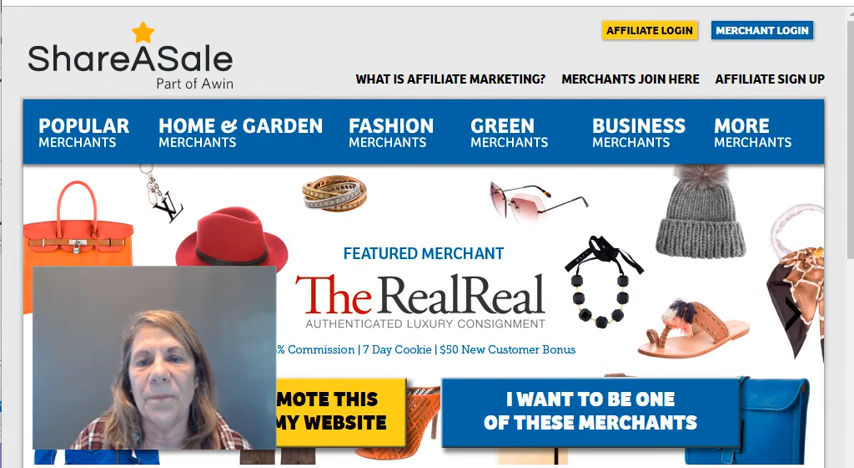 AFFILIATE LOGIN
MERCHANT LOGIN
ShareASale
Part of Awin
WHAT IS AFFILIATE MARKETING?
MERCHANTS JOIN HERE
AFFILIATE SIGN UP
POPULAR
MERCHANTS
HOME & GARDEN
MERCHANTS
FASHION
MERCHANTS
GREEN
MERCHANTS
BUSINESS
MERCHANTS
MORE
MERCHANTS
FEATURED MERCHANT
The RealReal
AUTHENTICATED LUXURY CONSIGNMENT
% Commission | 7 Day Cookie | $50 New Customer Bonus
MOTE THIS
MY WEBSITE
I WANT TO BE ONE
OF THESE MERCHANTS